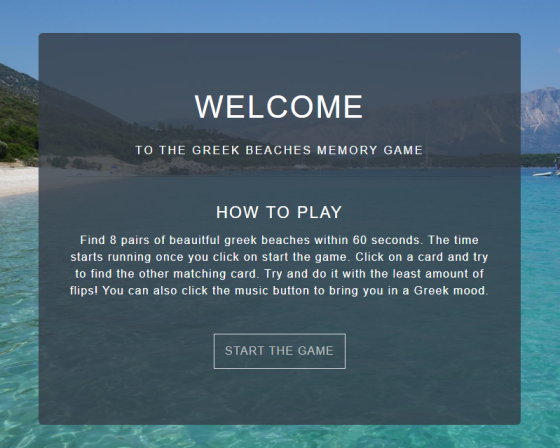 WELCOME
TO THE GREEK BEACHES MEMORY GAME
HOW TO PLAY
Find 8 pairs of beauitful greek beaches within 60 seconds. The time
starts running once you click on start the game. Click on a card and try
to find the other matching card. Try and do it with the least amount of
flips! You can also click the music button to bring you in a Greek mood.
START THE GAME